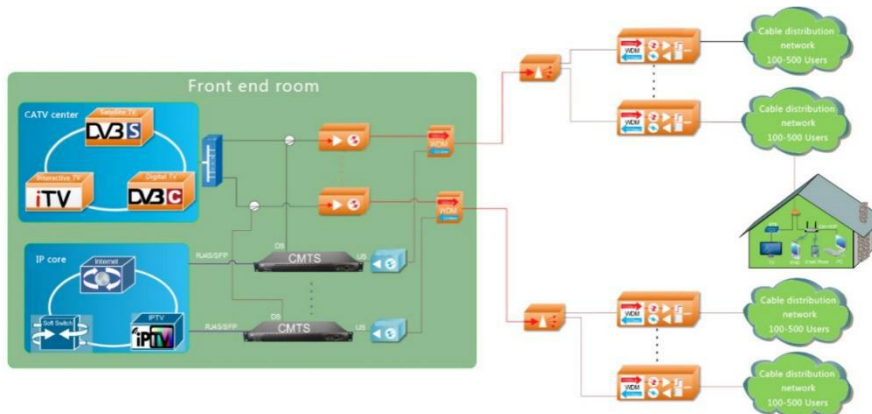 Front end room
CATV center
Satellite TV
DVB S
Interactive TV
iTV
Digital TV
DVB C
WDM
WDM
IP core
Internet
Soft Switch
IPTV
iPTV
RJ45/SFP
DS
CMTS
US
RJ45/SFP
DS
CMTS
US
WDM
Cable distribution
network
100-500 Users
WDM
Cable distribution
network
100-500 Users
TV
PC
WDM
Cable distribution
network
100-500 Users
WDM
Cable distribution
network
100-500 Users